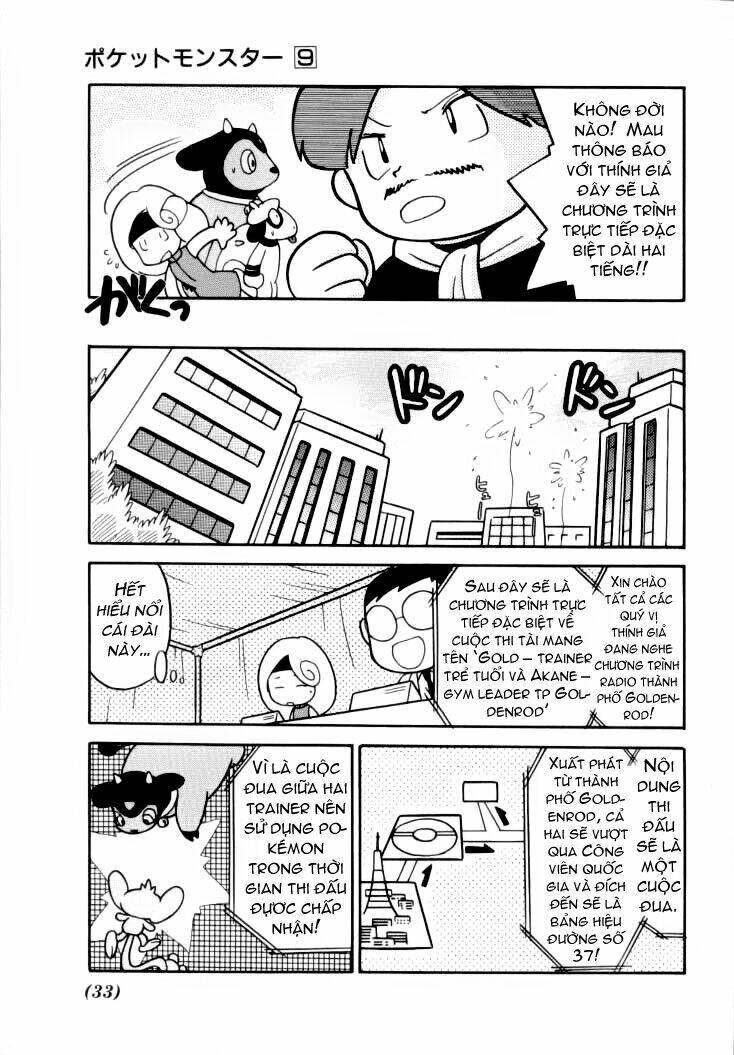 ポケットモンスター 9
KHÔNG ĐỜI
NÀO! MAU
THÔNG BÁO
VỚI THÍNH GIẢ
ĐÂY SẼ LÀ
CHƯƠNG TRÌNH
TRỰC TIẾP ĐẶC
BIỆT DÀI HAI
TIẾNG!!
がくっ
ドン
ドン
ヒュー
ヒュー
XIN CHÀO
TẤT CẢ CÁC
QUÝ VỊ
THÍNH GIẢ
ĐANG NGHE
CHƯƠNG TRÌNH
RADIO THÀNH
PHỐ GOLDEN-
ROD!
SAU ĐÂY SẼ LÀ
CHƯƠNG TRÌNH TRỰC
TIẾP ĐẶC BIỆT VỀ
CUỘC THI TÀI MANG
TÊN 'GOLD – TRAINER
TRẺ TUỔI VÀ AKANE –
GYM LEADER TP GOL-
DENROD'
HẾT
HIỂU NỔI
CÁI ĐÀI
NÀY...
NỘI
DUNG
THI
ĐẤU
SẼ LÀ
MỘT
CUỘC
ĐUA.
XUẤT PHÁT
TỪ THÀNH
PHỐ GOLD-
ENROD, CẢ
HAI SẼ VƯỢT
QUA CÔNG
VIÊN QUỐC
GIA VÀ ĐÍCH
ĐẾN SẼ LÀ
BẢNG HIỆU
ĐƯỜNG SỐ
37!
VÌ LÀ CUỘC
ĐUA GIỮA HAI
TRAINER NÊN
SỬ DỤNG PO-
KÉMON
TRONG THỜI
GIAN THI ĐẤU
ĐƯỢC CHẤP
NHẬN!
(33)